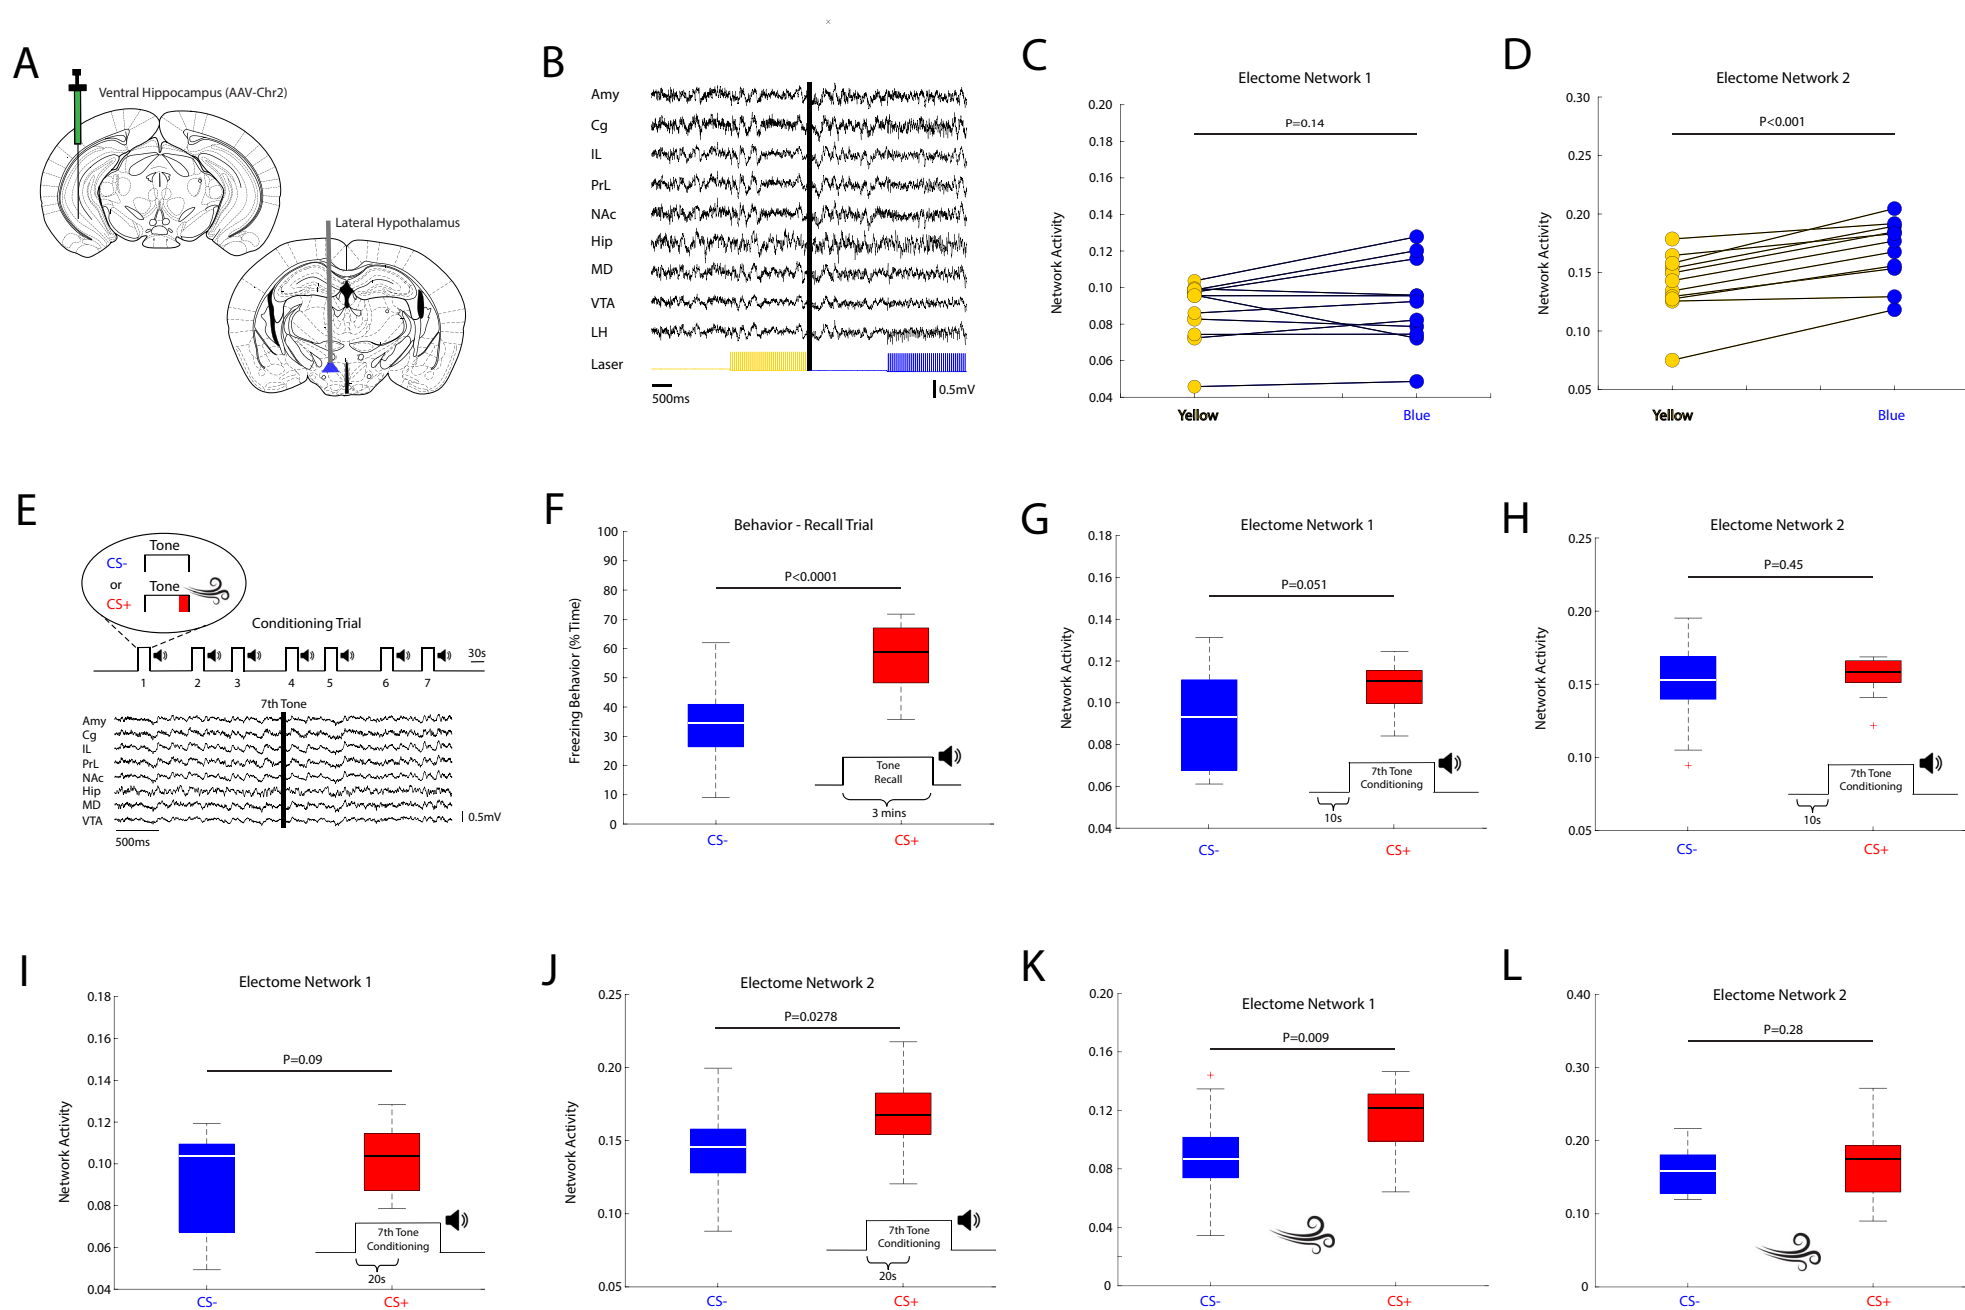 A
Ventral Hippocampus (AAV-Chr2)
Lateral Hypothalamus
B
Amy
Cg
IL
PrL
NAc
Hip
MD
VTA
LH
Laser
500ms
0.5mV
C
Electome Network 1
P=0.14
Network Activity
0.20
0.18
0.16
0.14
0.12
0.10
0.08
0.06
0.04
Yellow
Blue
D
Electome Network 2
P<0.001
Network Activity
0.30
0.25
0.20
0.15
0.10
0.05
Yellow
Blue
E
Tone
CS-
or
Tone
CS+
Conditioning Trial
30s
1 2 3 4 5 6 7
7th Tone
Amy
Cg
IL
PrL
NAc
Hip
MD
VTA
500ms
0.5mV
F
Behavior - Recall Trial
P<0.0001
Freezing Behavior (% Time)
100
90
80
70
60
50
40
30
20
10
0
Tone
Recall
3 mins
CS-
CS+
G
Electome Network 1
P=0.051
Network Activity
0.18
0.16
0.14
0.12
0.10
0.08
0.06
0.04
7th Tone
Conditioning
10s
CS-
CS+
H
Electome Network 2
P=0.45
Network Activity
0.25
0.20
0.15
0.10
0.05
7th Tone
Conditioning
10s
CS-
CS+
I
Electome Network 1
P=0.09
Network Activity
0.18
0.16
0.14
0.12
0.10
0.08
0.06
0.04
7th Tone
Conditioning
20s
CS-
CS+
J
Electome Network 2
P=0.0278
Network Activity
0.25
0.20
0.15
0.10
0.05
7th Tone
Conditioning
20s
CS-
CS+
K
Electome Network 1
P=0.009
Network Activity
0.20
0.16
0.12
0.08
0.04
0
CS-
CS+
L
Electome Network 2
P=0.28
Network Activity
0.40
0.30
0.20
0.10
0
CS-
CS+